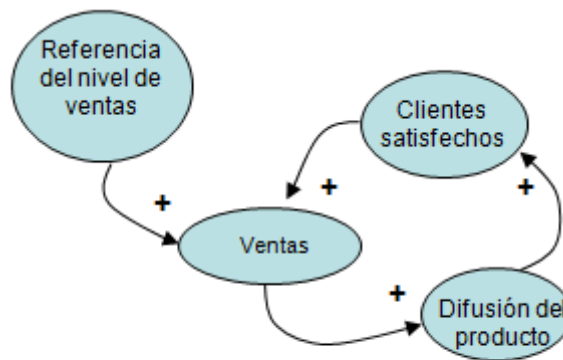 Referencia
del nivel de
ventas
Clientes
satisfechos
+
+
+
Ventas
+
Difusión del
producto